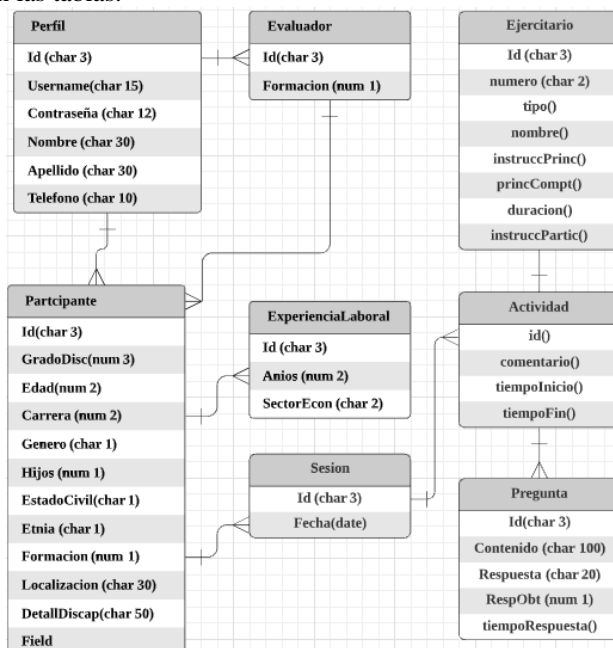 Perfil
Id (char 3)
Username(char 15)
Contraseña (char 12)
Nombre (char 30)
Apellido (char 30)
Telefono (char 10)
Evaluador
Id(char 3)
Formacion (num 1)
Ejercitario
Id (char 3)
numero (char 2)
tipo()
nombre()
instruccPrinc()
princCompt()
duracion()
instruccPartic()
Partcipante
Id(char 3)
GradoDisc(num 3)
Edad(num 2)
Carrera (num 2)
Genero (char 1)
Hijos (num 1)
EstadoCivil(char 1)
Etnia (char 1)
Formacion (num 1)
Localizacion (char 30)
DetallDiscap(char 50)
Field
ExperienciaLaboral
Id (char 3)
Anios (num 2)
SectorEcon (char 2)
Sesion
Id (char 3)
Fecha(date)
Actividad
id()
comentario()
tiempoInicio()
tiempoFin()
Pregunta
Id(char 3)
Contenido (char 100)
Respuesta (char 20)
RespObt (num 1)
tiempoRespuesta()